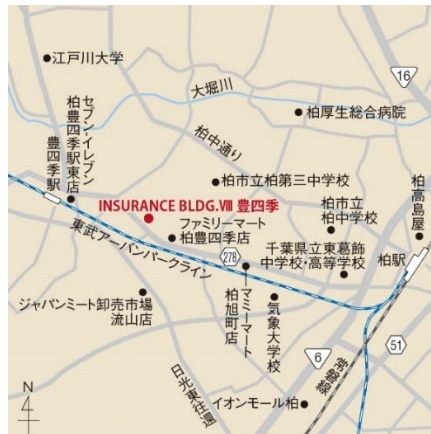 江戸川大学
16
大堀川
柏厚生総合病院
セブン-イレブン
柏豊四季駅東店
豊四季駅
柏中通り
柏市立柏第三中学校
INSURANCE BLDG.Ⅷ 豊四季
ファミリーマート
柏豊四季店
柏市立
柏中学校
柏高島屋
東武アーバンパークライン
278
千葉県立東葛飾
中学校・高等学校
柏駅
ジャパンミート卸売市場
流山店
マミーマート
柏旭町店
気象大学校
51
6
常磐線
日光東往還
イオンモール柏
N
4